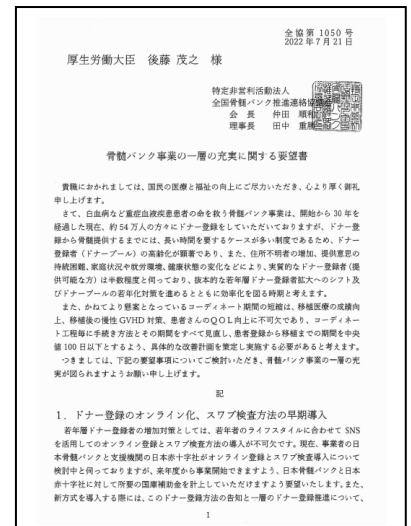 全協第1050号
2022年7月21日
厚生労働大臣 後藤 茂之 様
特定非営利活動法人
全国骨髄バンク推進連絡協議会
会 長 仲田 順和
理事長 田中 重勝
骨髄バンク事業の一層の充実に関する要望書
貴職におかれましては、国民の医療と福祉の向上にご尽力いただき、心より厚く御礼
申し上げます。
さて、白血病など重症血液疾患患者の命を救う骨髄バンク事業は、開始から30年を
経過した現在、約54万人の方々にドナー登録をしていただいておりますが、ドナー登
録から骨髄提供するまでには、長い時間を要するケースが多い制度であるため、ドナー
登録者(ドナープール)の高齢化が顕著であり、また、住所不明者の増加、提供意思の
持続困難、家庭状況や就労環境、健康状態の変化などにより、実質的なドナー登録者(提
供可能な方)は半数程度と伺っており、抜本的な若年層ドナー登録者拡大へのシフト及
びドナープールの若年化対策を進めるとともに効率化を図る時期と考えます。
また、かねてより懸案となっているコーディネート期間の短縮は、移植医療の成績向
上、移植後の慢性GVHD対策、患者さんのQOL向上に不可欠であり、コーディネー
ト工程毎に手続き方法とその期間をすべて見直し、患者登録から移植までの期間を中央
値100日以下とするよう、具体的な改善計画を策定し実施する必要があると考えます。
つきましては、下記の要望事項についてご検討いただき、骨髄バンク事業の一層の充
実が図られますようお願い申し上げます。
記
1.ドナー登録のオンライン化、スワブ検査方法の早期導入
若年層ドナー登録者の増加対策としては、若年者のライフスタイルに合わせてSNS
を活用してのオンライン登録とスワブ検査方法の導入が不可欠です。現在、事業者の日
本骨髄バンクと支援機関の日本赤十字社がオンライン登録とスワブ検査導入について
検討中と伺っておりますが、来年度から事業開始できますよう、日本骨髄バンクと日本
赤十字社に対して所要の国庫補助金を計上していただけますよう要望いたします。また、
新方式を導入する際には、このドナー登録方法の告知と一層のドナー登録推進について、
1